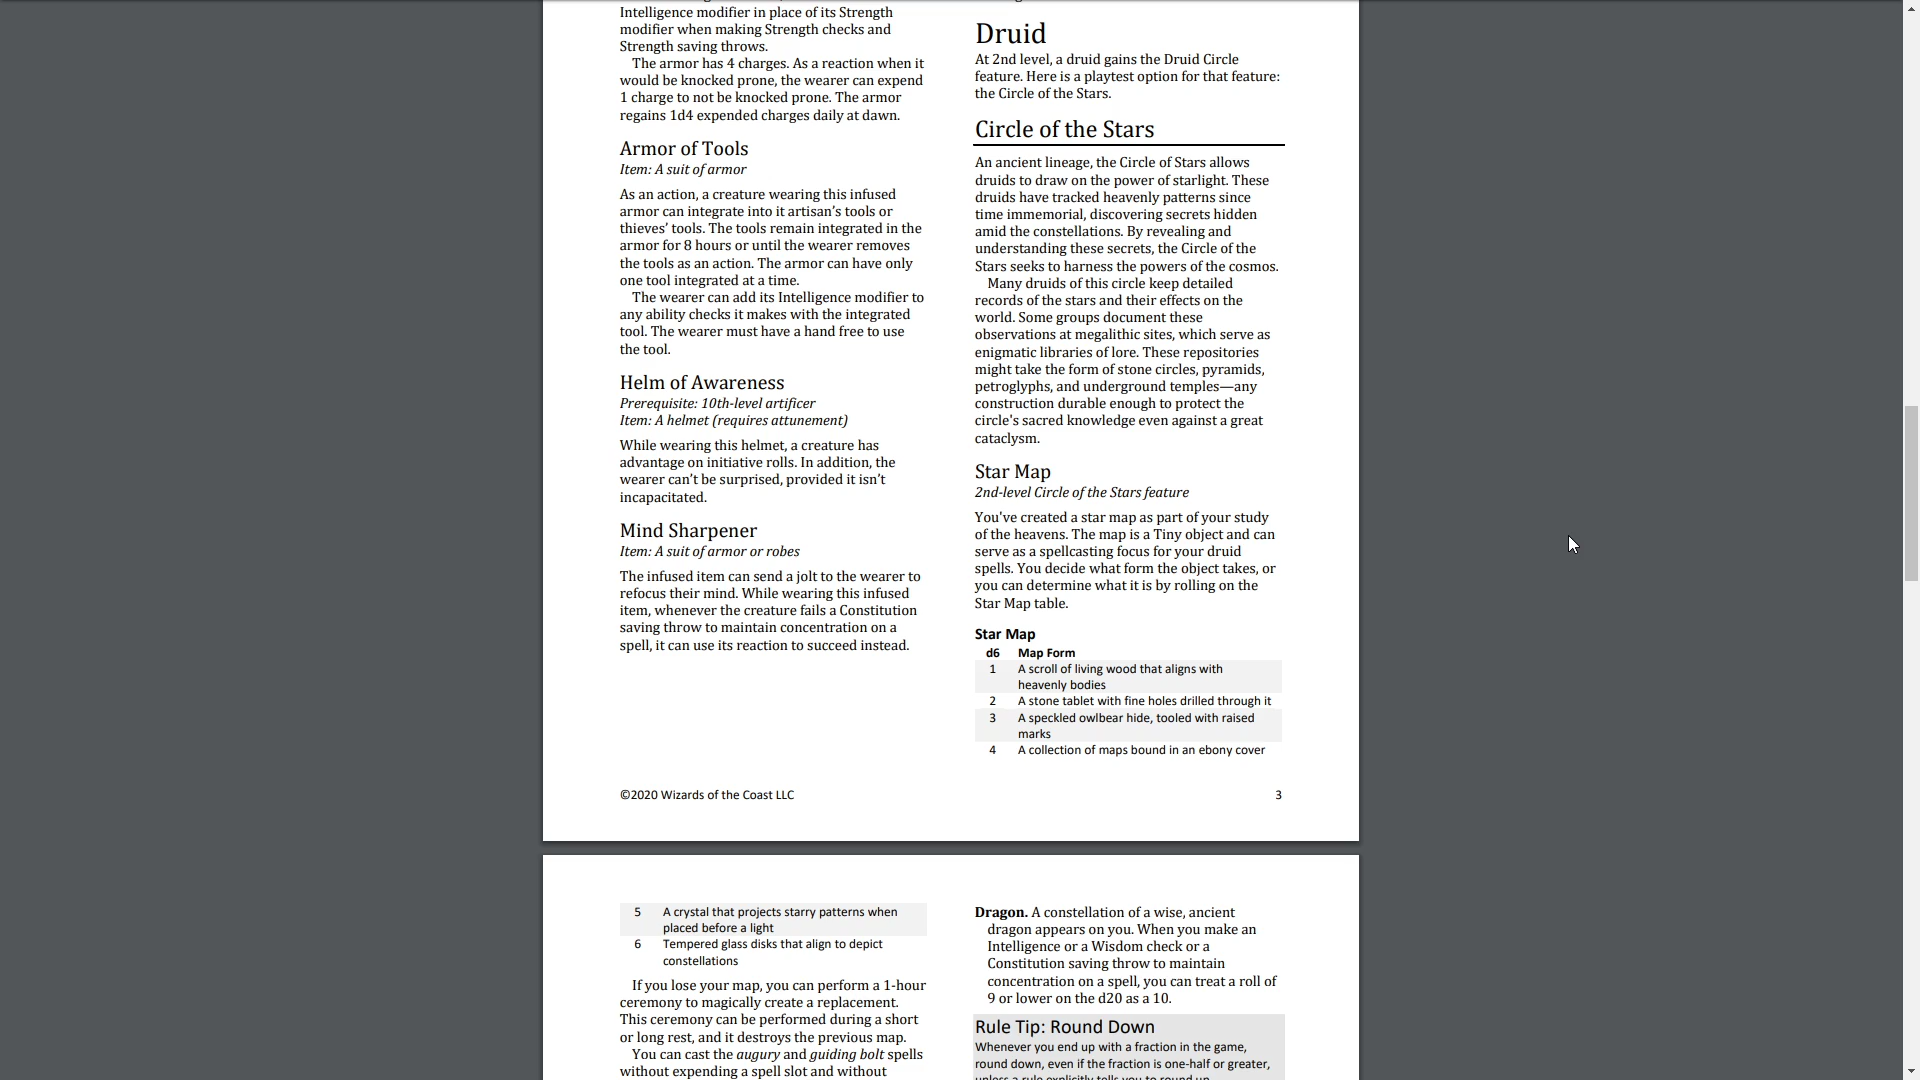 Intelligence modifier in place of its Strength
modifier when making Strength checks and
Strength saving throws.
The armor has 4 charges. As a reaction when it
would be knocked prone, the wearer can expend
1 charge to not be knocked prone. The armor
regains 1d4 expended charges daily at dawn.
Armor of Tools
Item: A suit of armor
As an action, a creature wearing this infused
armor can integrate into it artisan's tools or
thieves' tools. The tools remain integrated in the
armor for 8 hours or until the wearer removes
the tools as an action. The armor can have only
one tool integrated at a time.
The wearer can add its Intelligence modifier to
any ability checks it makes with the integrated
tool. The wearer must have a hand free to use
the tool.
Helm of Awareness
Prerequisite: 10th-level artificer
Item: A helmet (requires attunement)
While wearing this helmet, a creature has
advantage on initiative rolls. In addition, the
wearer can't be surprised, provided it isn't
incapacitated.
Mind Sharpener
Item: A suit of armor or robes
The infused item can send a jolt to the wearer to
refocus their mind. While wearing this infused
item, whenever the creature fails a Constitution
saving throw to maintain concentration on a
spell, it can use its reaction to succeed instead.
Druid
At 2nd level, a druid gains the Druid Circle
feature. Here is a playtest option for that feature:
the Circle of the Stars.
Circle of the Stars
An ancient lineage, the Circle of Stars allows
druids to draw on the power of starlight. These
druids have tracked heavenly patterns since
time immemorial, discovering secrets hidden
amid the constellations. By revealing and
understanding these secrets, the Circle of the
Stars seeks to harness the powers of the cosmos.
Many druids of this circle keep detailed
records of the stars and their effects on the
world. Some groups document these
observations at megalithic sites, which serve as
enigmatic libraries of lore. These repositories
might take the form of stone circles, pyramids,
petroglyphs, and underground temples—any
construction durable enough to protect the
circle's sacred knowledge even against a great
cataclysm.
Star Map
2nd-level Circle of the Stars feature
You've created a star map as part of your study
of the heavens. The map is a Tiny object and can
serve as a spellcasting focus for your druid
spells. You decide what form the object takes, or
you can determine what it is by rolling on the
Star Map table.
Star Map
d6 Map Form
1 A scroll of living wood that aligns with
heavenly bodies
2 A stone tablet with fine holes drilled through it
3 A speckled owlbear hide, tooled with raised
marks
4 A collection of maps bound in an ebony cover
©2020 Wizards of the Coast LLC 3
5 A crystal that projects starry patterns when
placed before a light
6 Tempered glass disks that align to depict
constellations
If you lose your map, you can perform a 1-hour
ceremony to magically create a replacement.
This ceremony can be performed during a short
or long rest, and it destroys the previous map.
You can cast the augury and guiding bolt spells
without expending a spell slot and without
Dragon. A constellation of a wise, ancient
dragon appears on you. When you make an
Intelligence or a Wisdom check or a
Constitution saving throw to maintain
concentration on a spell, you can treat a roll of
9 or lower on the d20 as a 10.
Rule Tip: Round Down
Whenever you end up with a fraction in the game,
round down, even if the fraction is one-half or greater,
unless a rule explicitly tells you to round up.